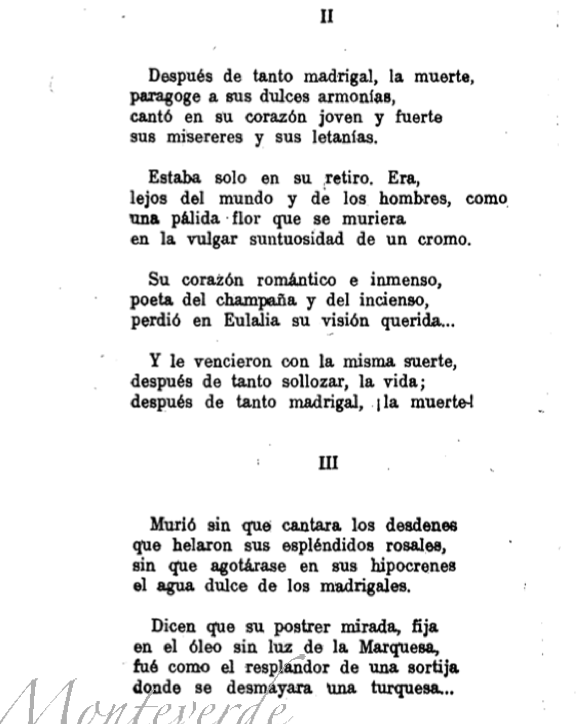 II
Después de tanto madrigal, la muerte,
paragoge a sus dulces armonías,
cantó en su corazón joven y fuerte
sus misereres y sus letanías.
Estaba solo en su retiro. Era,
lejos del mundo y de los hombres, como
una pálida flor que se muriera
en la vulgar suntuosidad de un cromo.
Su corazón romántico e inmenso,
poeta del champaña y del incienso,
perdió en Eulalia su visión querida...
Y le vencieron con la misma suerte,
después de tanto sollozar, la vida;
después de tanto madrigal, ¡la muerte!
III
Murió sin que cantara los desdenes
que helaron sus espléndidos rosales,
sin que agotárase en sus hipocrenes
el agua dulce de los madrigales.
Dicen que su postrer mirada, fija
en el óleo sin luz de la Marquesa,
fué como el resplandor de una sortija
donde se desmayara una turquesa...
Monteverde